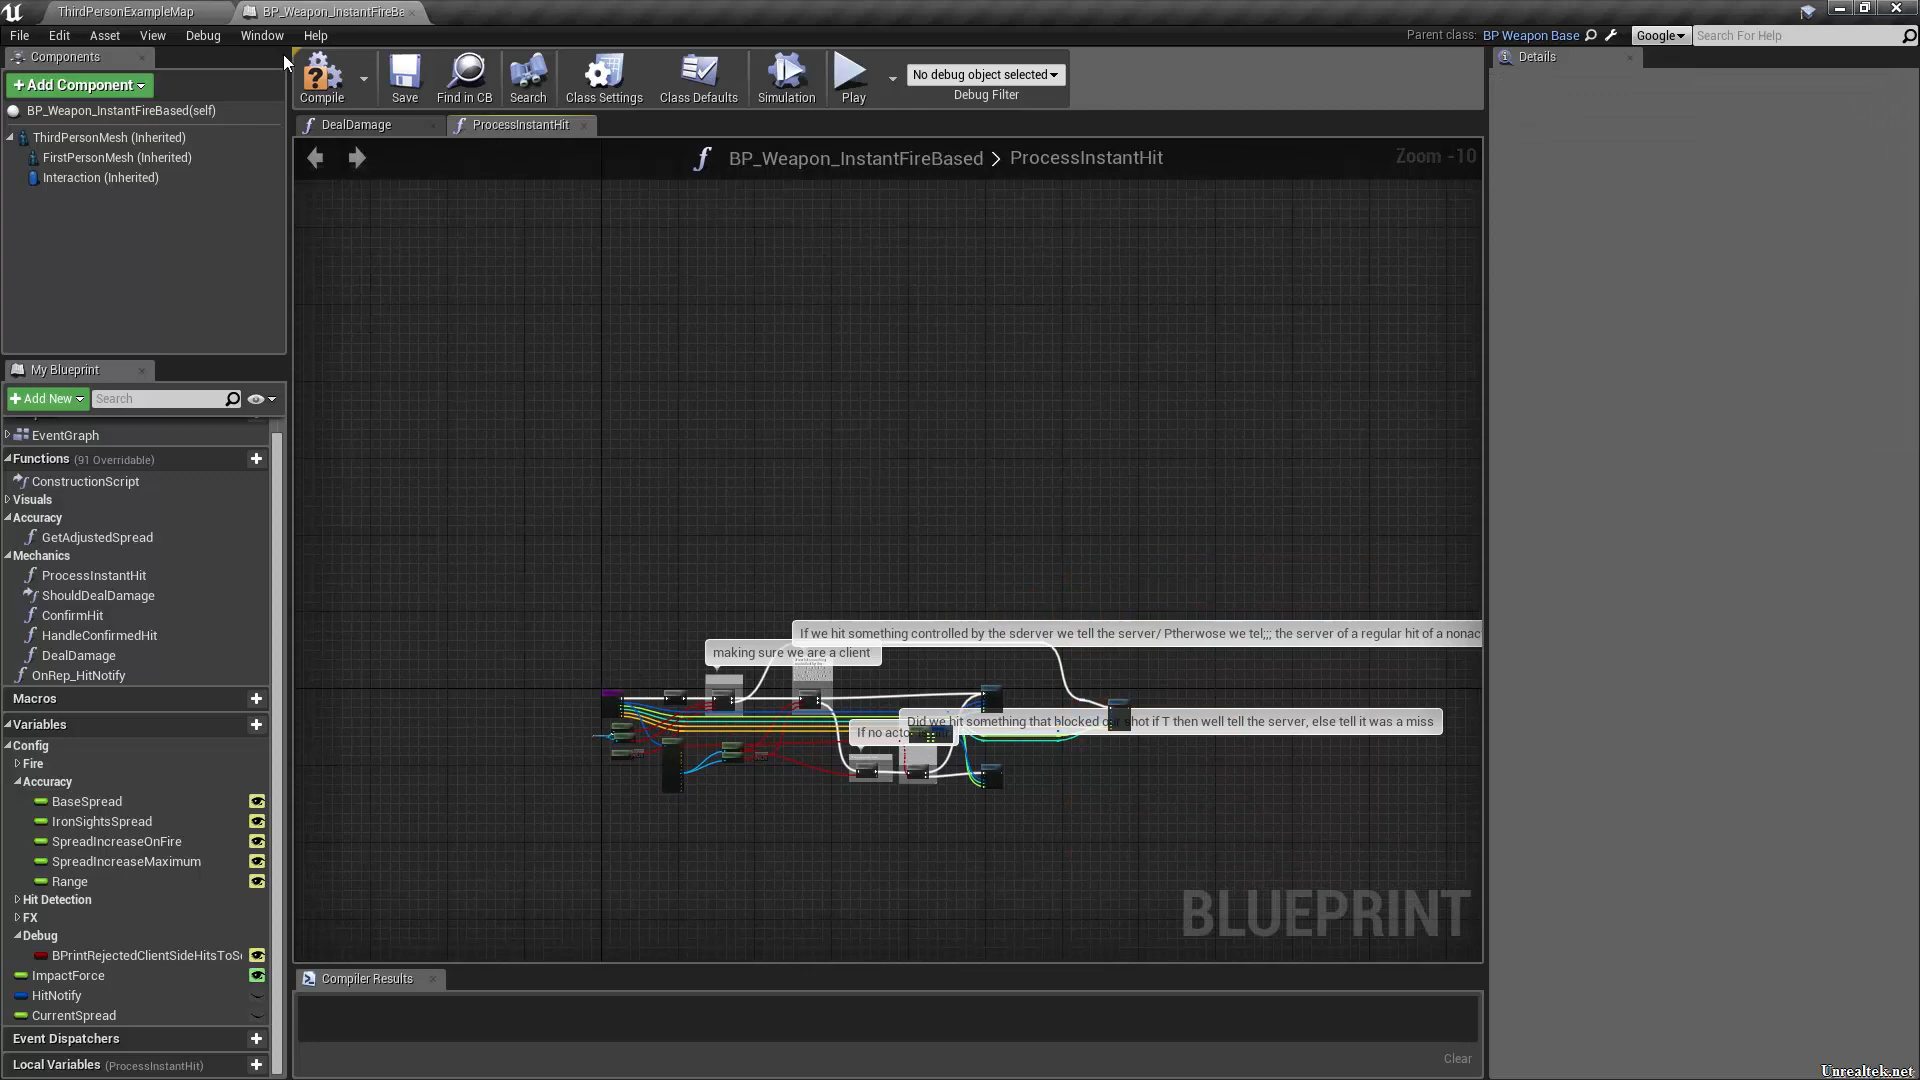 ThirdPersonExampleMap
BP_Weapon_InstantFireBa
File Edit Asset View Debug Window Help
Parent class: BP Weapon Base
Google
Search For Help
Components
Add Component
BP_Weapon_InstantFireBased(self)
ThirdPersonMesh (Inherited)
FirstPersonMesh (Inherited)
Interaction (Inherited)
Compile
Save
Find in CB
Search
Class Settings
Class Defaults
Simulation
Play
No debug object selected
Debug Filter
Details
DealDamage
ProcessInstantHit
BP_Weapon_InstantFireBased > ProcessInstantHit
Zoom -10
My Blueprint
Add New
Search
EventGraph
Functions (91 Overridable)
ConstructionScript
Visuals
Accuracy
GetAdjustedSpread
Mechanics
ProcessInstantHit
ShouldDealDamage
ConfirmHit
HandleConfirmedHit
DealDamage
OnRep_HitNotify
Macros
Variables
Config
Fire
Accuracy
BaseSpread
IronSightsSpread
SpreadIncreaseOnFire
SpreadIncreaseMaximum
Range
Hit Detection
FX
Debug
BPrintRejectedClientSideHitsToSc
ImpactForce
HitNotify
CurrentSpread
Event Dispatchers
Local Variables (ProcessInstantHit)
If we hit something controlled by the sderver we tell the server/ Ptherwose we tel;;; the server of a regular hit of a nonac
making sure we are a client
Did we hit something that blocked our shot if T then well tell the server, else tell it was a miss
If no actor
BLUEPRINT
Compiler Results
Clear
Unrealtek.net